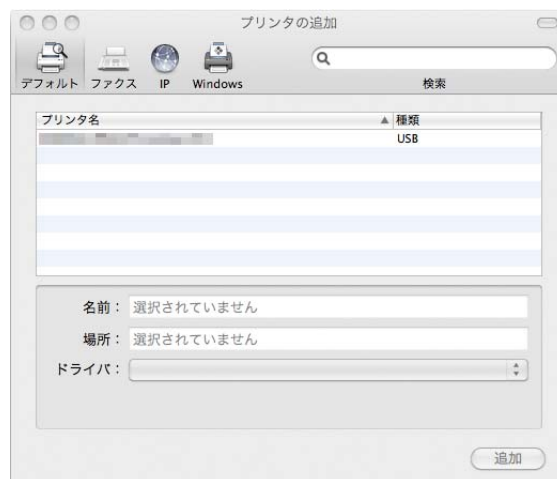 プリンタの追加
デフォルト ファクス IP Windows 検索
プリンタ名 種類
USB
名前： 選択されていません
場所： 選択されていません
ドライバ：
追加